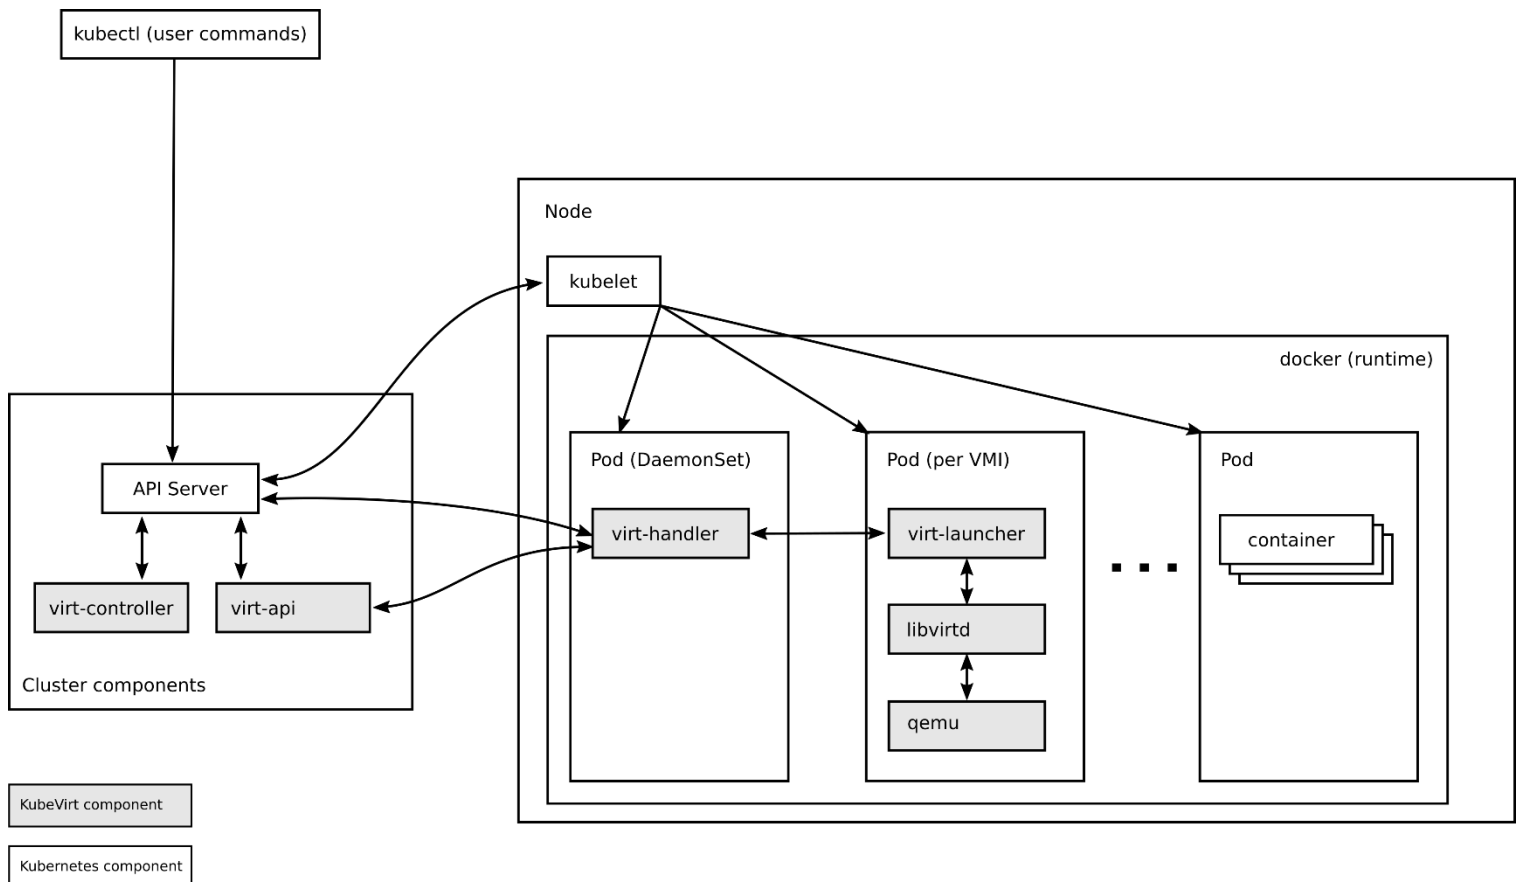 kubectl (user commands)
Node
kubelet
docker (runtime)
Pod (DaemonSet)
Pod (per VMI)
Pod
API Server
virt-handler
virt-launcher
container
virt-controller
virt-api
libvirtd
Cluster components
qemu
KubeVirt component
Kubernetes component